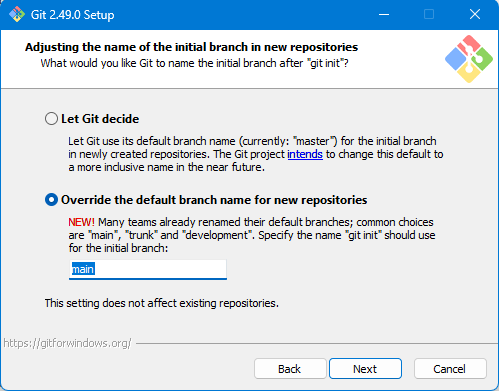 Git 2.49.0 Setup
Adjusting the name of the initial branch in new repositories
What would you like Git to name the initial branch after "git init"?
Let Git decide
Let Git use its default branch name (currently: "master") for the initial branch
in newly created repositories. The Git project intends to change this default to
a more inclusive name in the near future.
Override the default branch name for new repositories
NEW! Many teams already renamed their default branches; common choices
are "main", "trunk" and "development". Specify the name "git init" should use
for the initial branch:
main
This setting does not affect existing repositories.
https://gitforwindows.org/
Back
Next
Cancel